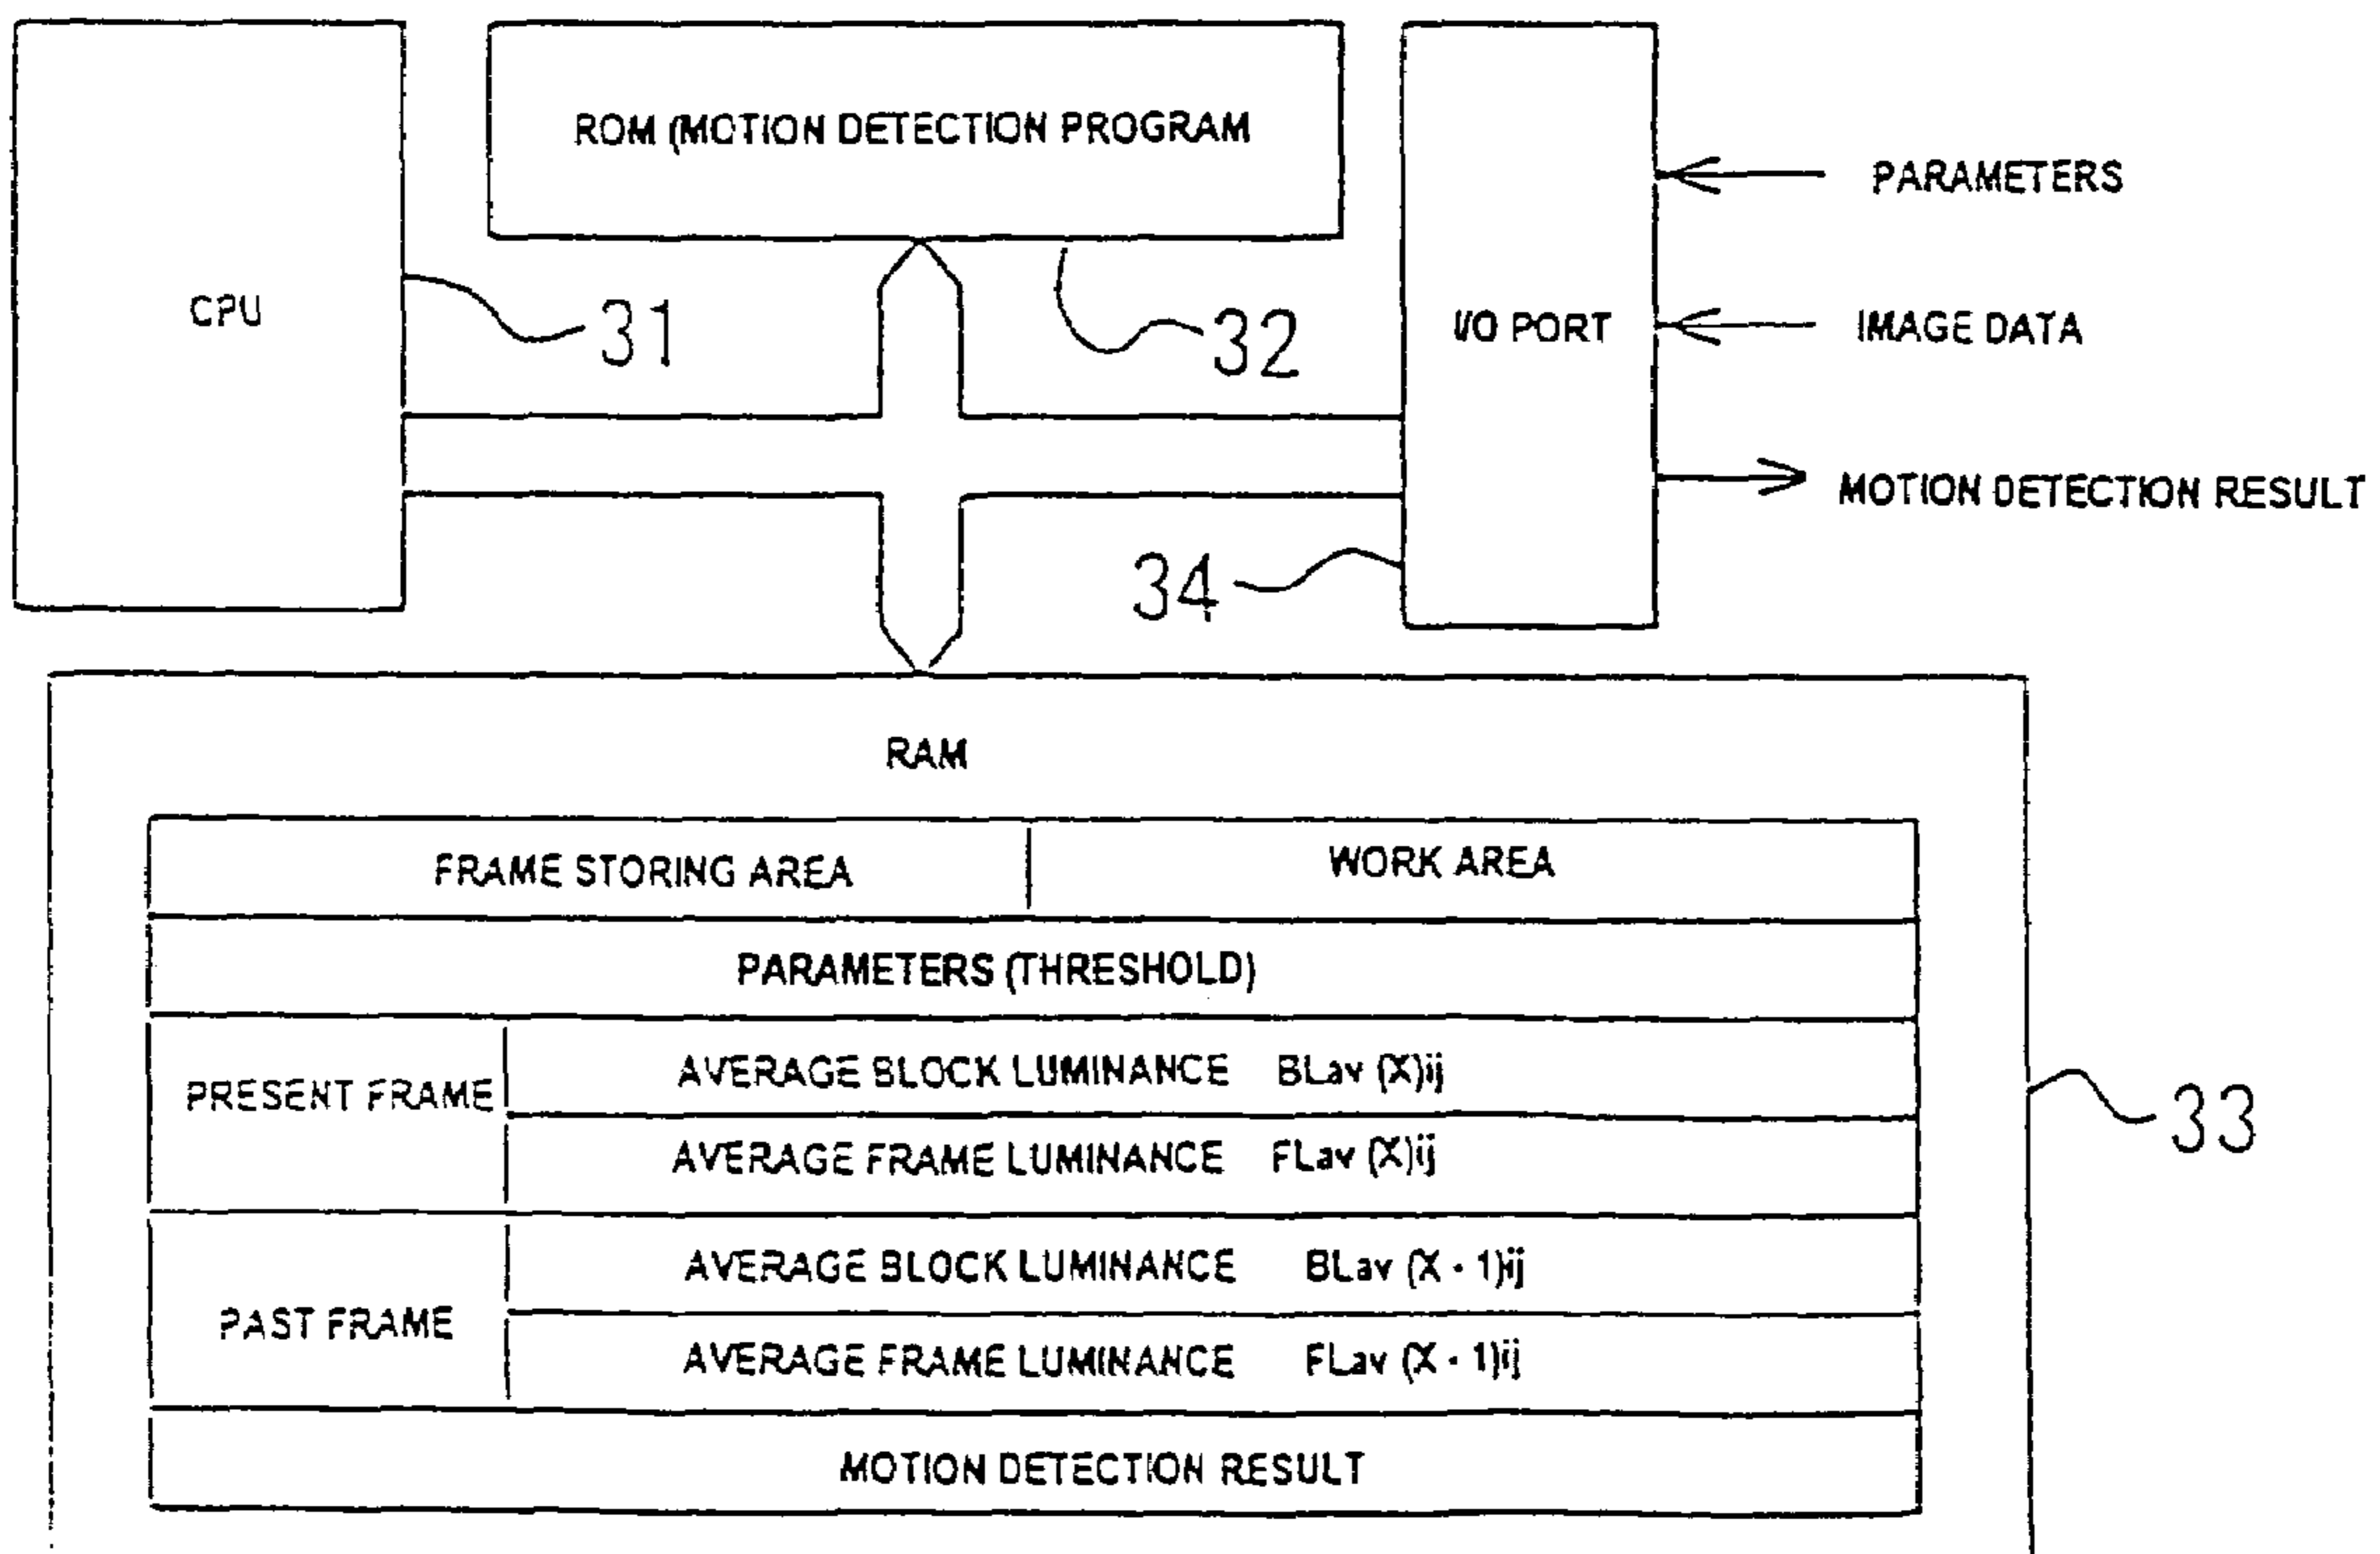 ROM (MOTION DETECTION PROGRAM
CPU
31
32
I/O PORT
34
PARAMETERS
IMAGE DATA
MOTION DETECTION RESULT
RAM
FRAME STORING AREA
WORK AREA
PARAMETERS (THRESHOLD)
PRESENT FRAME
AVERAGE BLOCK LUMINANCE BLav (X)ij
AVERAGE FRAME LUMINANCE FLav (X)ij
PAST FRAME
AVERAGE BLOCK LUMINANCE BLav (X - 1)ij
AVERAGE FRAME LUMINANCE FLav (X - 1)ij
MOTION DETECTION RESULT
33